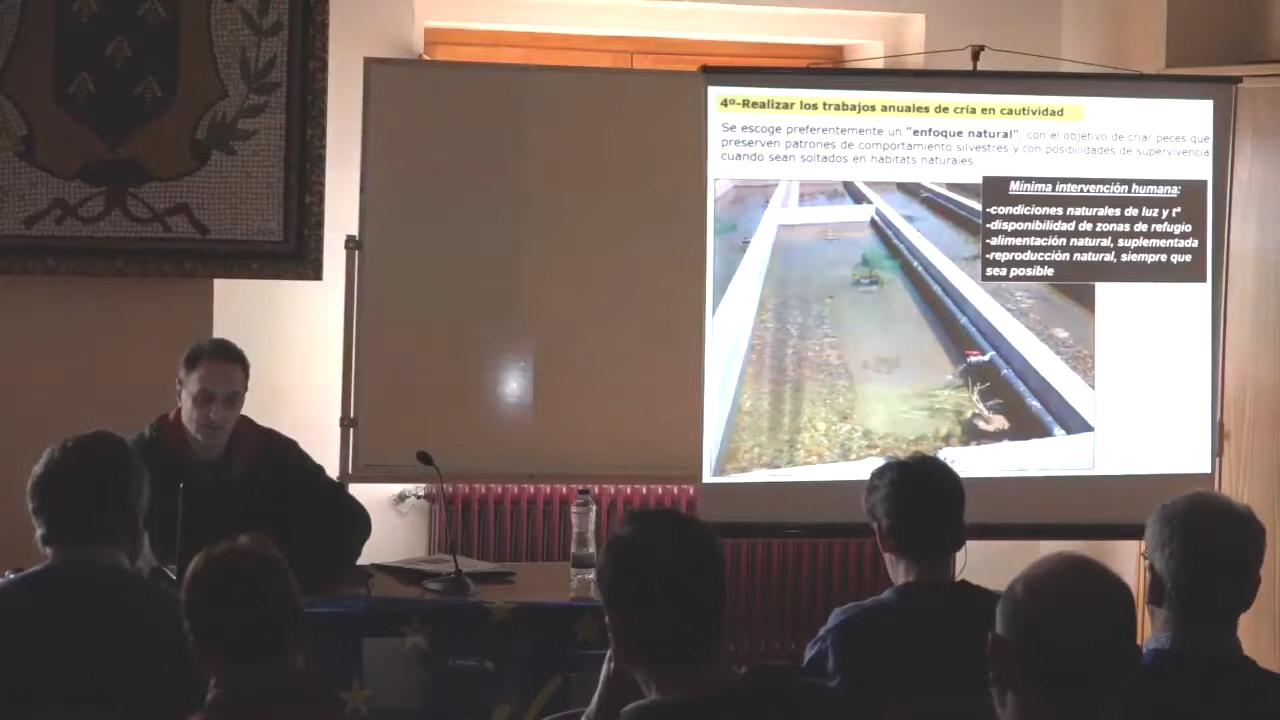 4º-Realizar los trabajos anuales de cría en cautividad
Se escoge preferentemente un "enfoque natural", con el objetivo de criar peces que
preserven patrones de comportamiento silvestres y con posibilidades de supervivencia
cuando sean soltados en hábitats naturales
Mínima intervención humana:
-condiciones naturales de luz y tª
-disponibilidad de zonas de refugio
-alimentación natural, suplementada
-reproducción natural, siempre que
sea posible